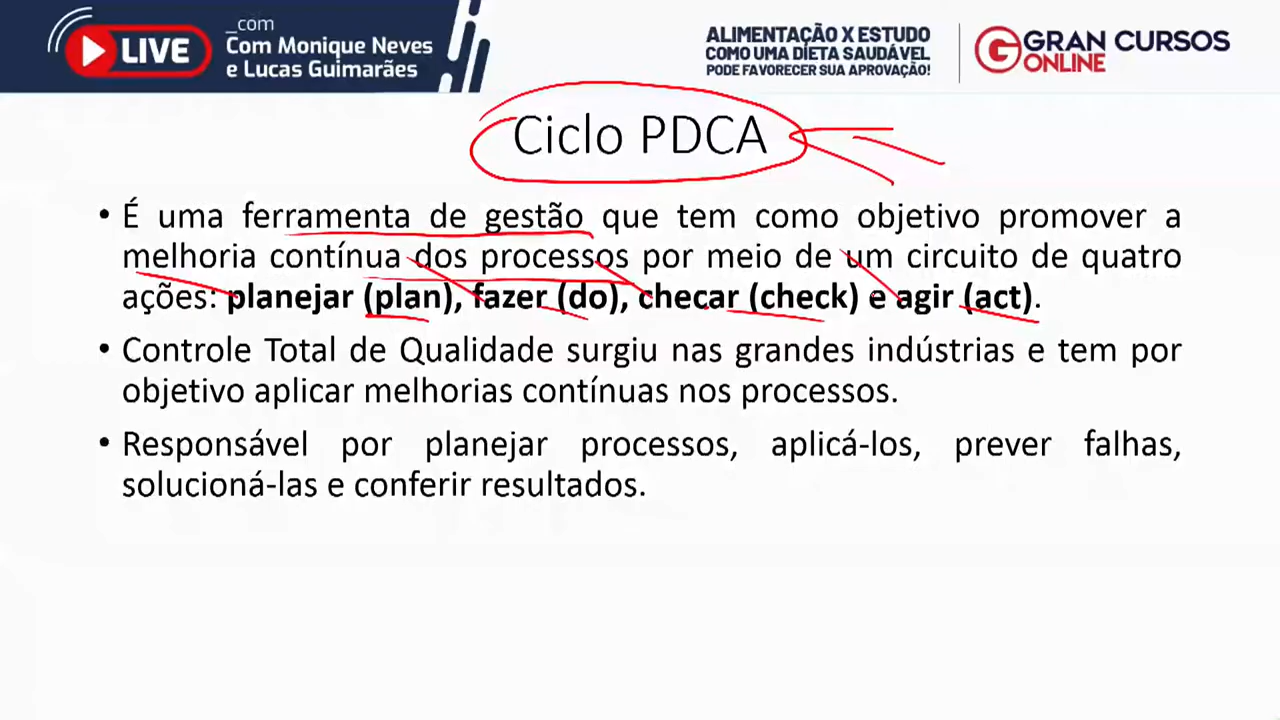 _com
LIVE
Com Monique Neves
e Lucas Guimarães
ALIMENTAÇÃO X ESTUDO
COMO UMA DIETA SAUDÁVEL
PODE FAVORECER SUA APROVAÇÃO!
GRAN CURSOS
ONLINE
Ciclo PDCA
• É uma ferramenta de gestão que tem como objetivo promover a
melhoria contínua dos processos por meio de um circuito de quatro
ações: planejar (plan), fazer (do), checar (check) e agir (act).
• Controle Total de Qualidade surgiu nas grandes indústrias e tem por
objetivo aplicar melhorias contínuas nos processos.
• Responsável por planejar processos, aplicá-los, prever falhas,
solucioná-las e conferir resultados.